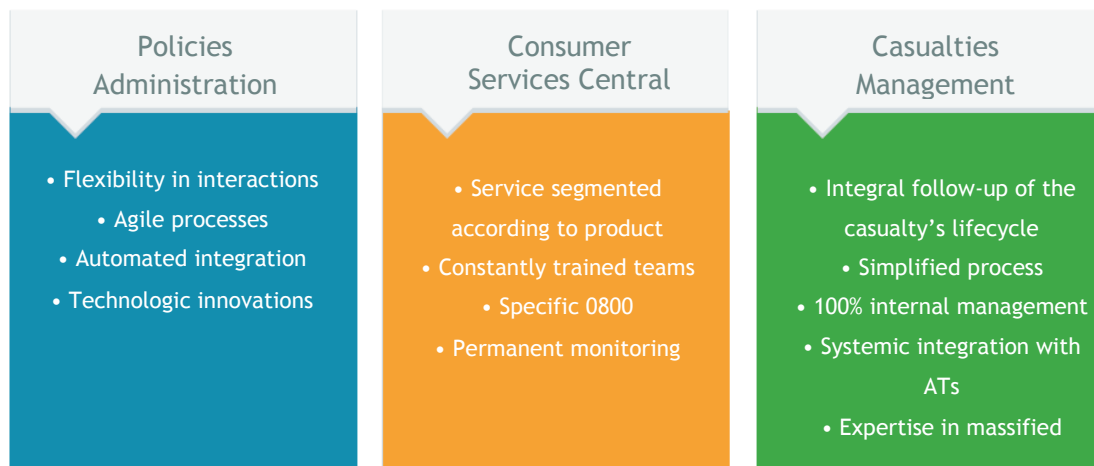 Policies
Administration
• Flexibility in interactions
• Agile processes
• Automated integration
• Technologic innovations
Consumer
Services Central
• Service segmented
according to product
• Constantly trained teams
• Specific 0800
• Permanent monitoring
Casualties
Management
• Integral follow-up of the
casualty’s lifecycle
• Simplified process
• 100% internal management
• Systemic integration with
ATs
• Expertise in massified